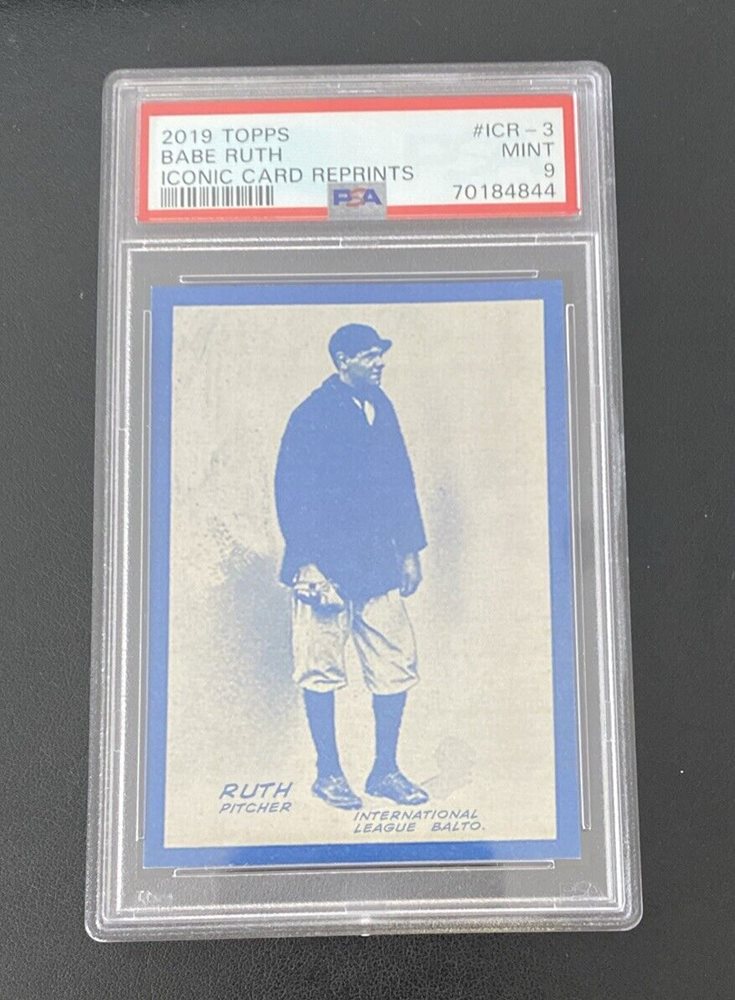 2019 TOPPS #ICR-3
BABE RUTH MINT
ICONIC CARD REPRINTS 9
PSA 70184844
RUTH
PITCHER
INTERNATIONAL
LEAGUE BALTO.